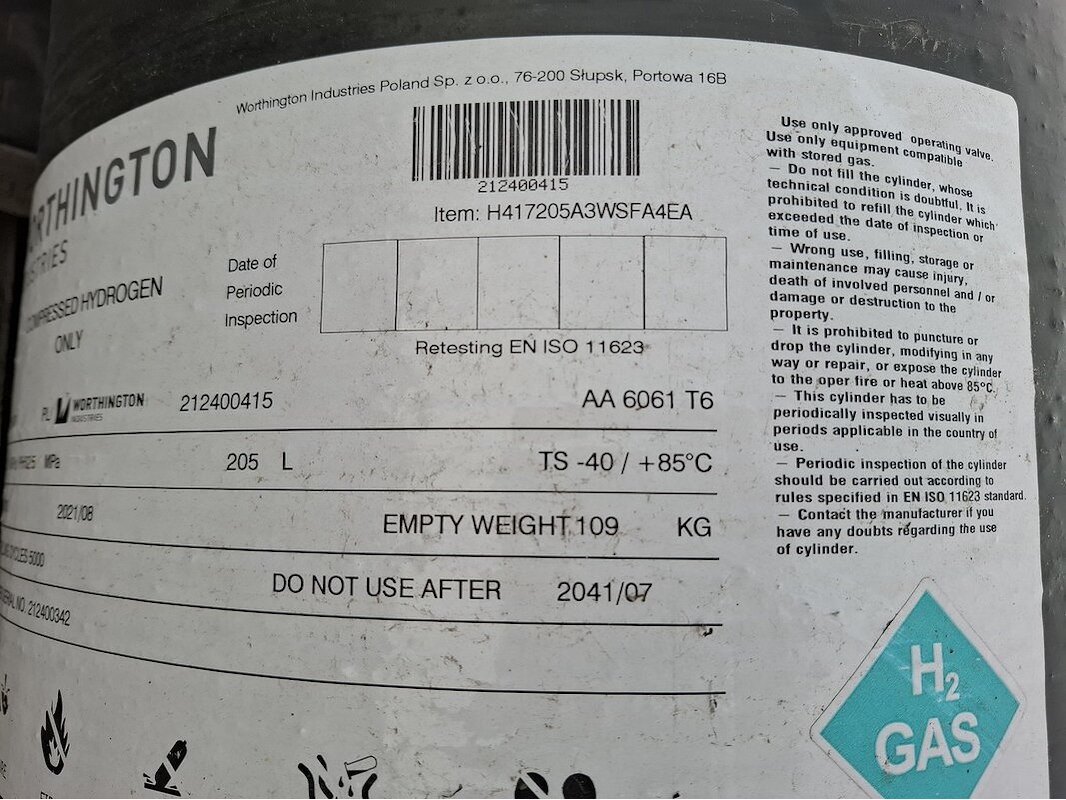 Worthington Industries Poland Sp. z o.o., 76-200 Słupsk, Portowa 16B
WORTHINGTON
212400415
Item: H417205A3WSFA4EA
COMPRESSED HYDROGEN
ONLY
Date of
Periodic
Inspection
Retesting EN ISO 11623
PL WORTHINGTON INDUSTRIES 212400415 AA 6061 T6
MPa 205 L TS -40 / +85°C
2021/08 EMPTY WEIGHT 109 KG
CYCLES 5000 DO NOT USE AFTER 2041/07
NO. 212400342
Use only approved operating valve.
Use only equipment compatible
with stored gas.
– Do not fill the cylinder, whose
technical condition is doubtful. It is
prohibited to refill the cylinder which
exceeded the date of inspection or
time of use.
– Wrong use, filling, storage or
maintenance may cause injury,
death of involved personnel and / or
damage or destruction to the
property.
– It is prohibited to puncture or
drop the cylinder, modifying in any
way or repair, or expose the cylinder
to the oper fire or heat above 85°C.
– This cylinder has to be
periodically inspected visually in
periods applicable in the country of
use.
– Periodic inspection of the cylinder
should be carried out according to
rules specified in EN ISO 11623 standard.
– Contact the manufacturer if you
have any doubts regarding the use
of cylinder.
H2
GAS